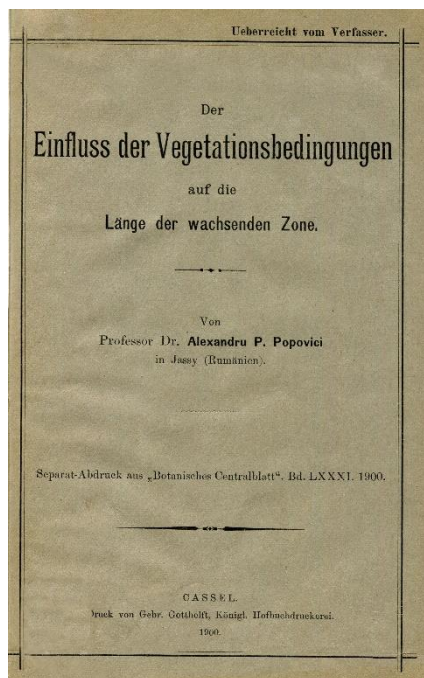 Ueberreicht vom Verfasser.
Der
Einfluss der Vegetationsbedingungen
auf die
Länge der wachsenden Zone.
Von
Professor Dr. Alexandru P. Popovici
in Jassy (Rumänien).
Separat-Abdruck aus „Botanisches Centralblatt“. Bd. LXXXI. 1900.
CASSEL.
Druck von Gebr. Gotthelft, Königl. Hofbuchdruckerei.
1900.